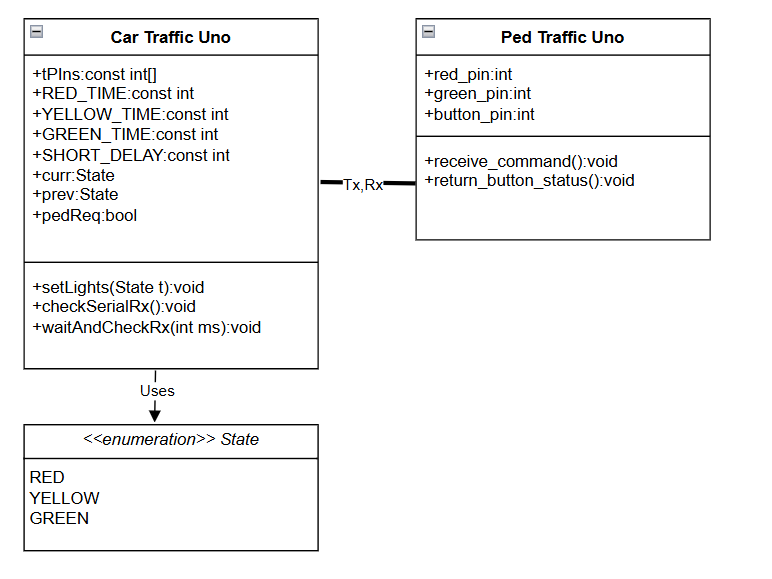 Car Traffic Uno
+tPIns:const int[]
+RED_TIME:const int
+YELLOW_TIME:const int
+GREEN_TIME:const int
+SHORT_DELAY:const int
+curr:State
+prev:State
+pedReq:bool
+setLights(State t):void
+checkSerialRx():void
+waitAndCheckRx(int ms):void
Tx,Rx
Ped Traffic Uno
+red_pin:int
+green_pin:int
+button_pin:int
+receive_command():void
+return_button_status():void
Uses
<<enumeration>> State
RED
YELLOW
GREEN